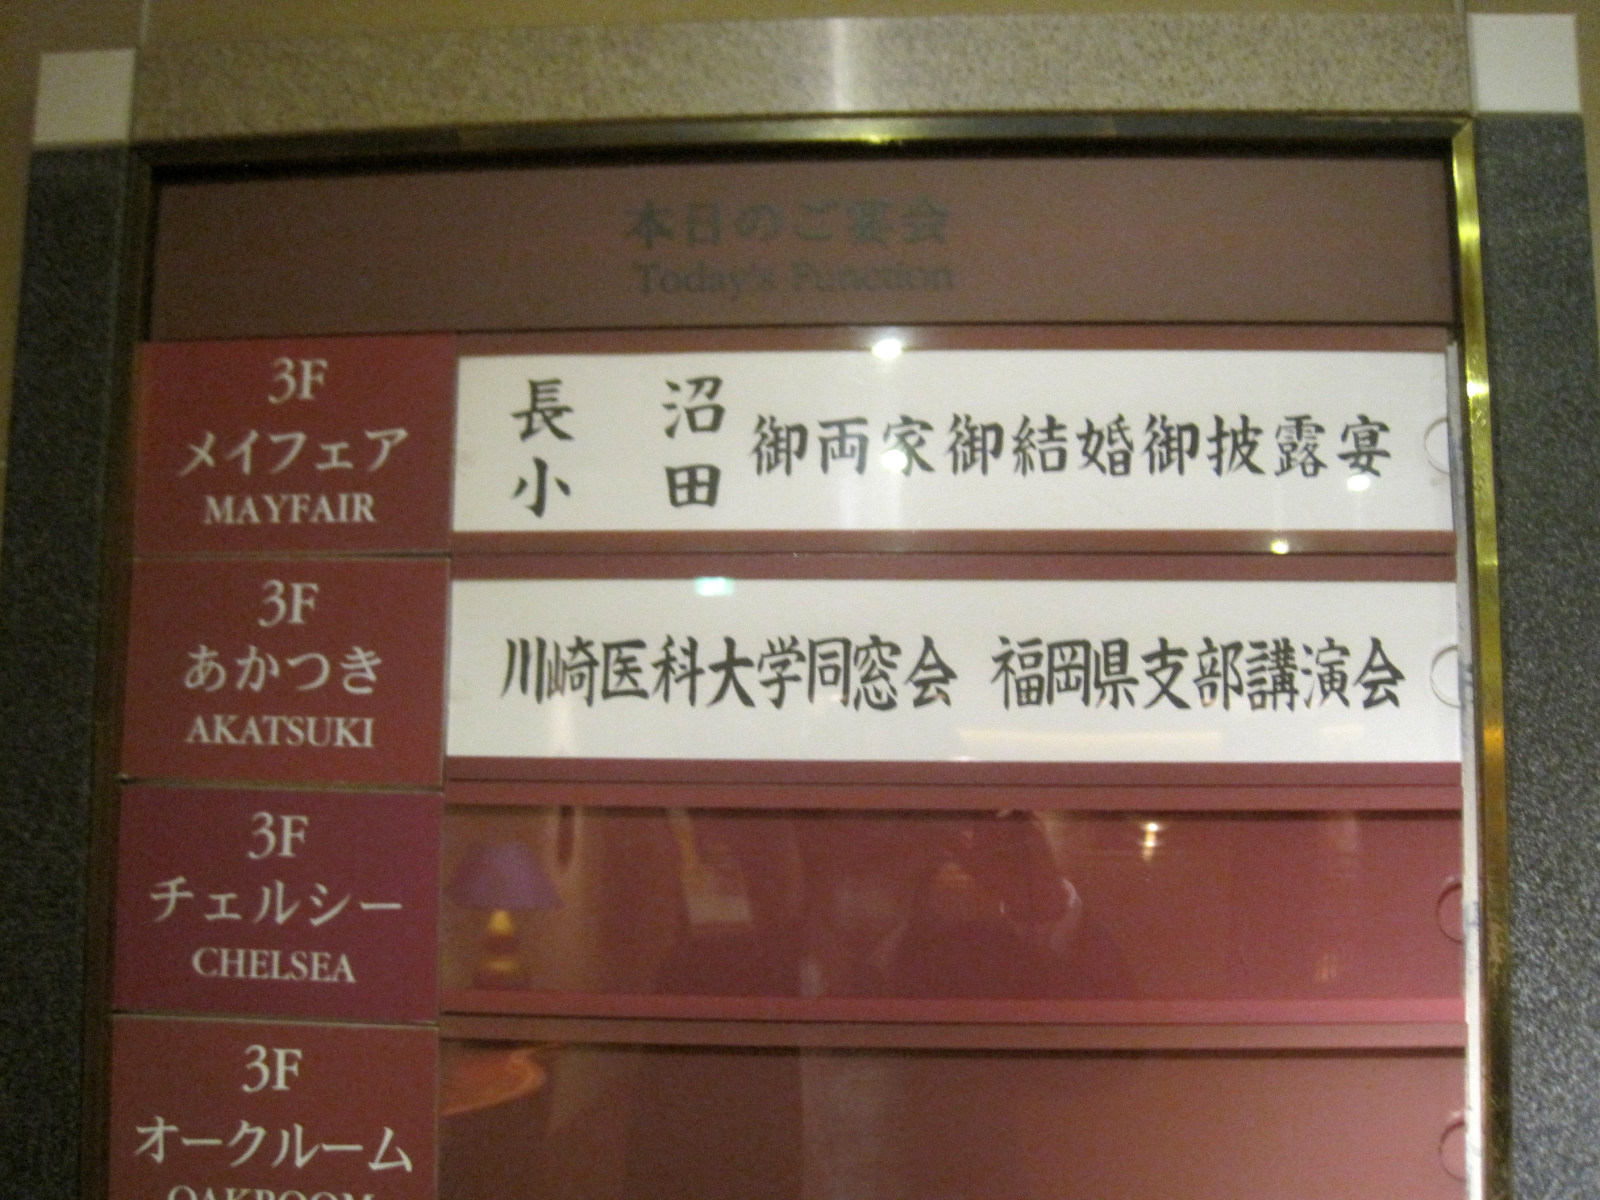 本日のご宴会
Today's Function
3F
メイフェア
MAYFAIR
長沼
小田
御両家御結婚御披露宴
3F
あかつき
AKATSUKI
川崎医科大学同窓会 福岡県支部講演会
3F
チェルシー
CHELSEA
3F
オークルーム
OAKROOM